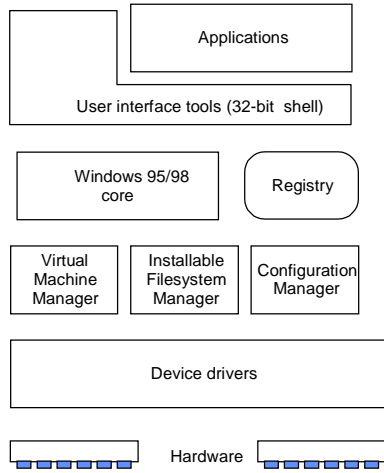 Applications
User interface tools (32-bit shell)
Windows 95/98
core
Registry
Virtual
Machine
Manager
Installable
Filesystem
Manager
Configuration
Manager
Device drivers
Hardware